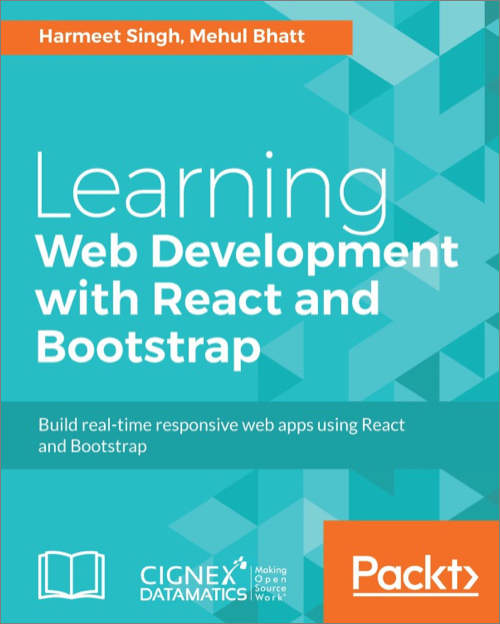 Harmeet Singh, Mehul Bhatt
Learning
Web Development
with React and
Bootstrap
Build real-time responsive web apps using React
and Bootstrap
CIGNEX
DATAMATICS
Making
Open
Source
Work®
Packt>